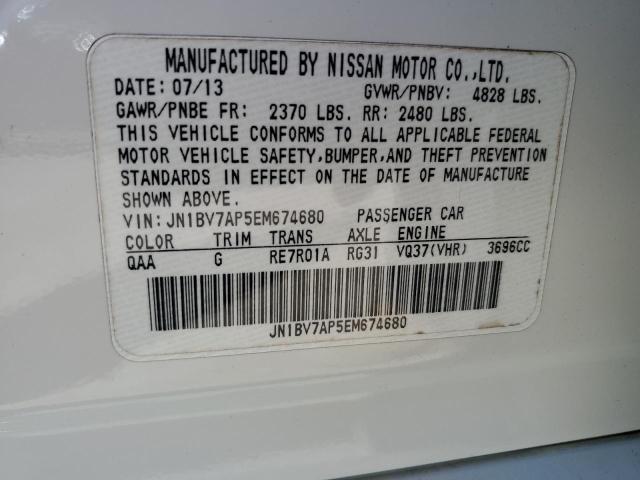 MANUFACTURED BY NISSAN MOTOR CO.,LTD.
DATE: 07/13 GVWR/PNBV: 4828 LBS.
GAWR/PNBE FR: 2370 LBS. RR: 2480 LBS.
THIS VEHICLE CONFORMS TO ALL APPLICABLE FEDERAL
MOTOR VEHICLE SAFETY,BUMPER,AND THEFT PREVENTION
STANDARDS IN EFFECT ON THE DATE OF MANUFACTURE
SHOWN ABOVE.
VIN: JN1BV7AP5EM674680 PASSENGER CAR
COLOR TRIM TRANS AXLE ENGINE
QAA G RE7R01A RG31 VQ37(VHR) 3696CC
JN1BV7AP5EM674680